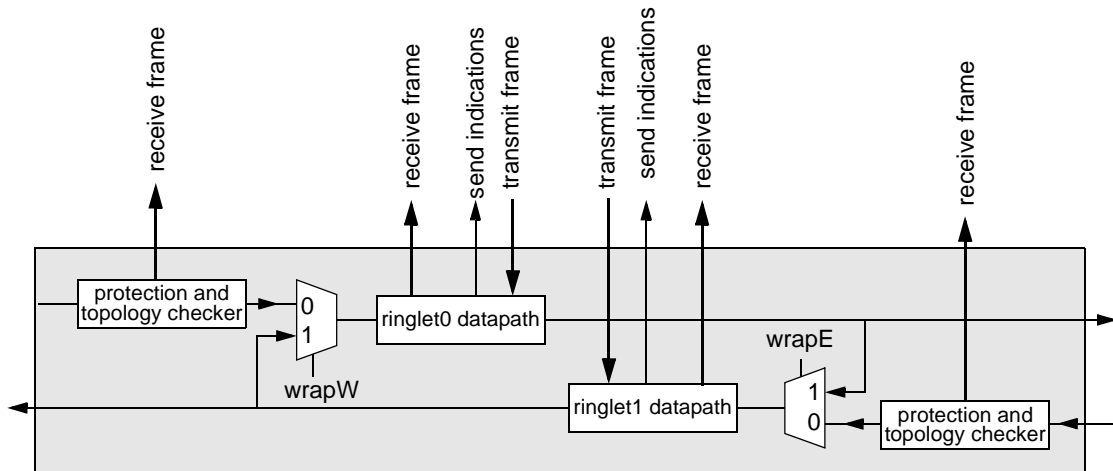 receive frame
receive frame
send indications
transmit frame
transmit frame
send indications
receive frame
receive frame
protection and
topology checker
0
1
wrapW
ringlet0 datapath
wrapE
ringlet1 datapath
1
0
protection and
topology checker